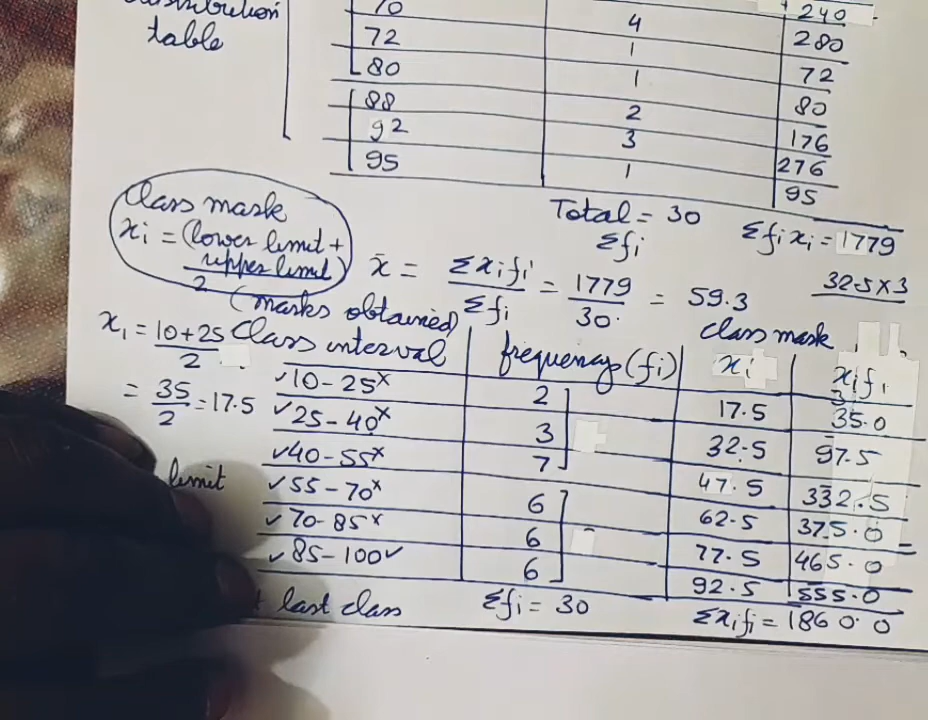 table
70 4 240
72 1 280
80 1 72
88 2 80
92 3 176
95 1 276
95
Total = 30 Σfixi = 1779
Σfi
Class mark
xi = (lower limit +
upper limit)
2
x̄ = Σxifi / Σfi = 1779 / 30 = 59.3
32.5 x 3
(marks obtained)
x1 = 10+25 / 2
= 35 / 2 = 17.5
Class interval frequency (fi) class mark xi xifi
10 - 25 2 17.5 35.0
25 - 40 3 32.5 97.5
40 - 55 7 47.5 332.5
55 - 70 6 62.5 375.0
70 - 85 6 77.5 465.0
85 - 100 6 92.5 555.0
limit
last class Σfi = 30 Σxifi = 1860.0